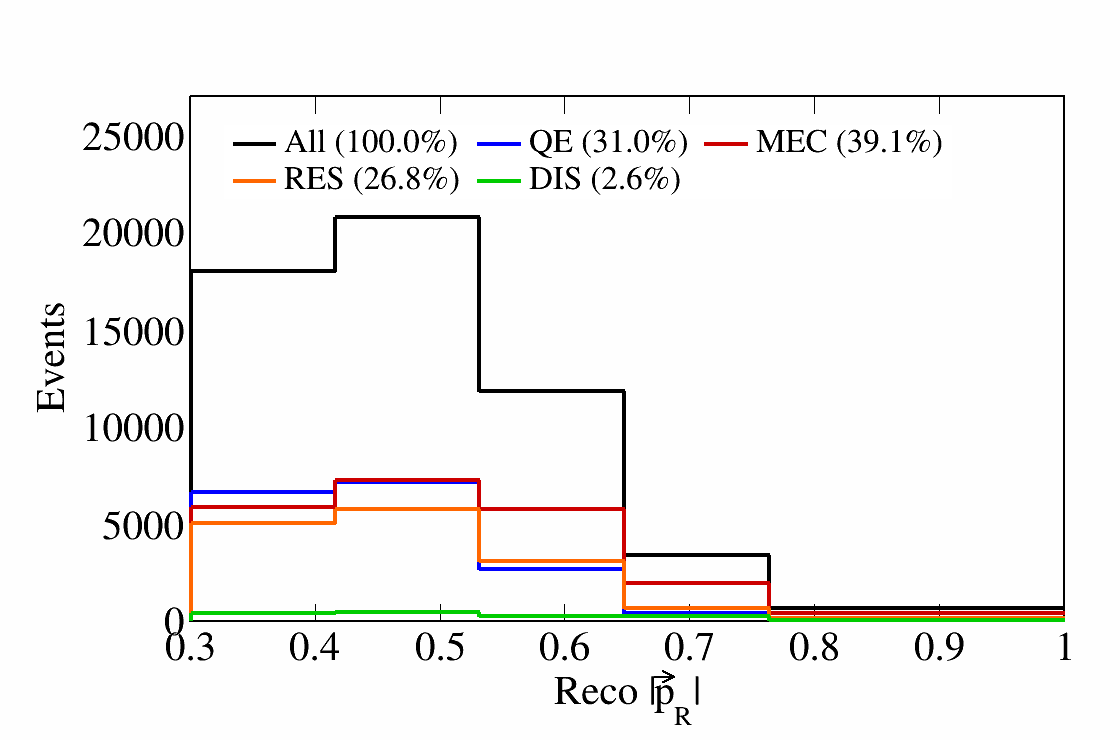 25000
20000
15000
10000
5000
0
Events
All (100.0%) QE (31.0%) MEC (39.1%)
RES (26.8%) DIS (2.6%)
0.3 0.4 0.5 0.6 0.7 0.8 0.9 1
Reco |p⃗_R|